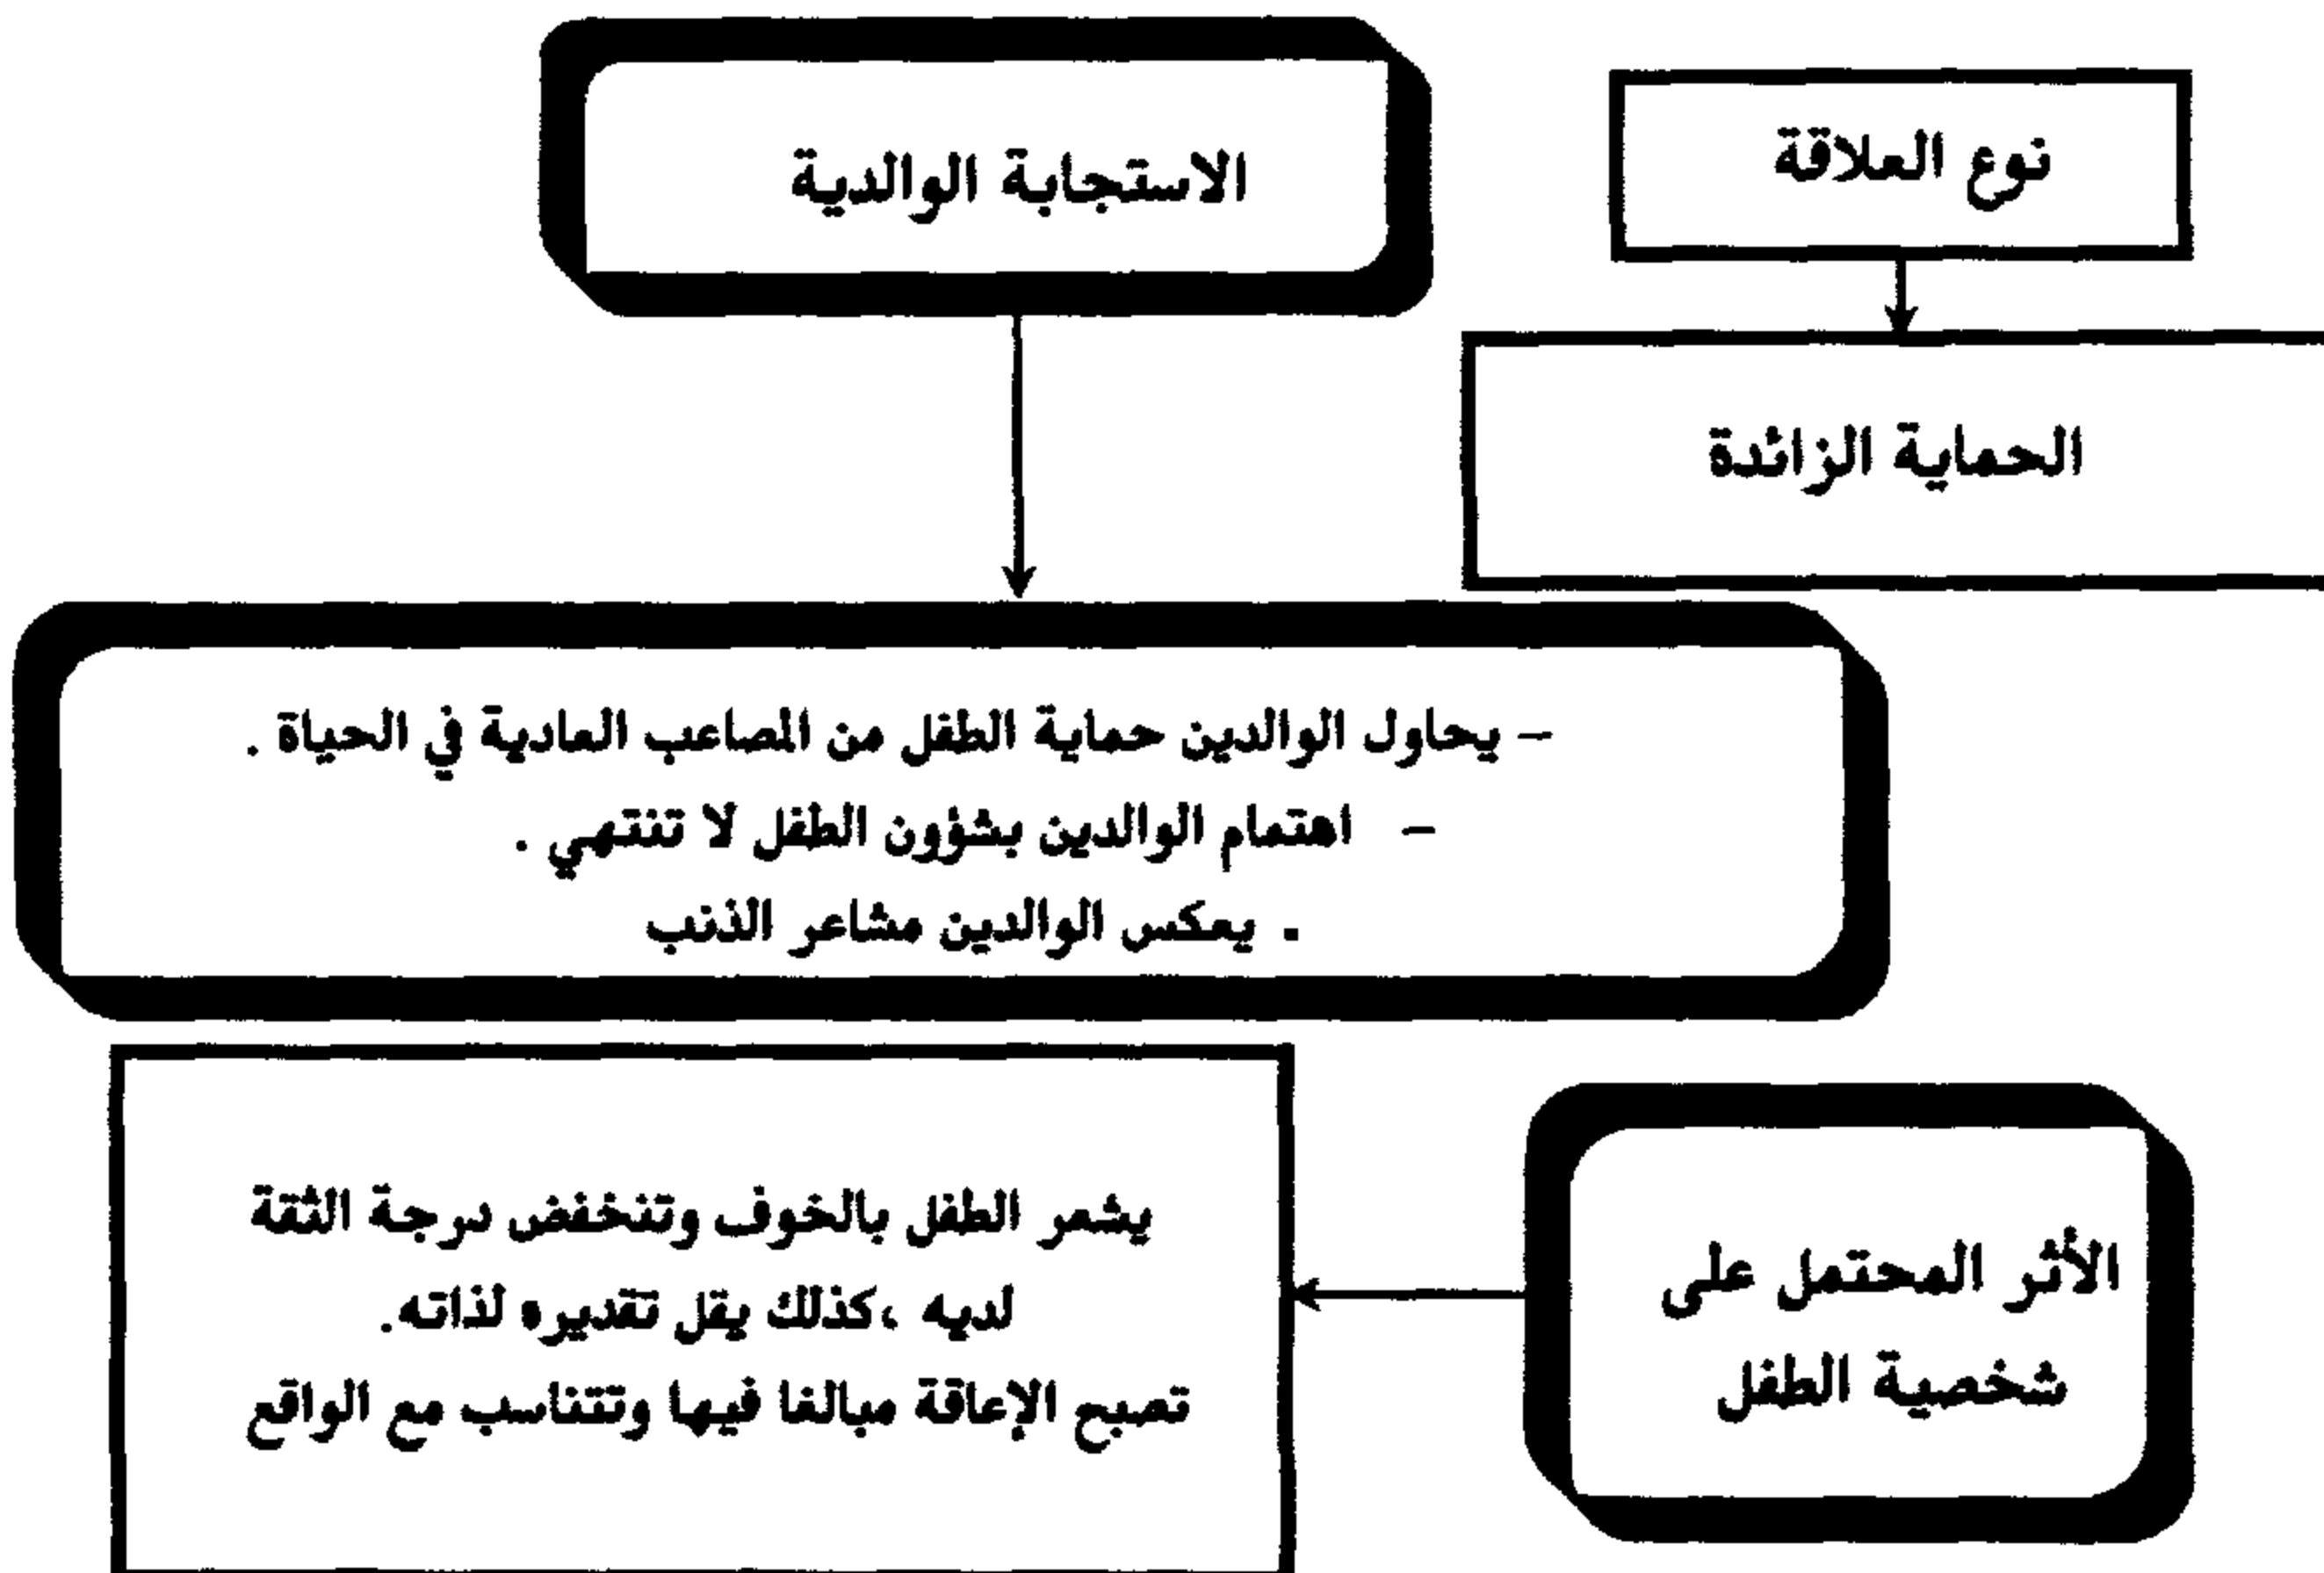 نوع العلاقة
الاستجابة الوالدية
الحماية الزائدة
– يحاول الوالدين حماية الطفل من المصاعب العادية في الحياة .
– اهتمام الوالدين بشؤون الطفل لا تنتهي .
. يعكس الوالدين مشاعر الذنب
الأثر المحتمل على
شخصية الطفل
يشعر الطفل بالخوف وتنخفض درجة الثقة
لديه ،كذلك يقل تقديره لذاته.
تصبح الإعاقة مبالغا فيها وتتناسب مع الواقع